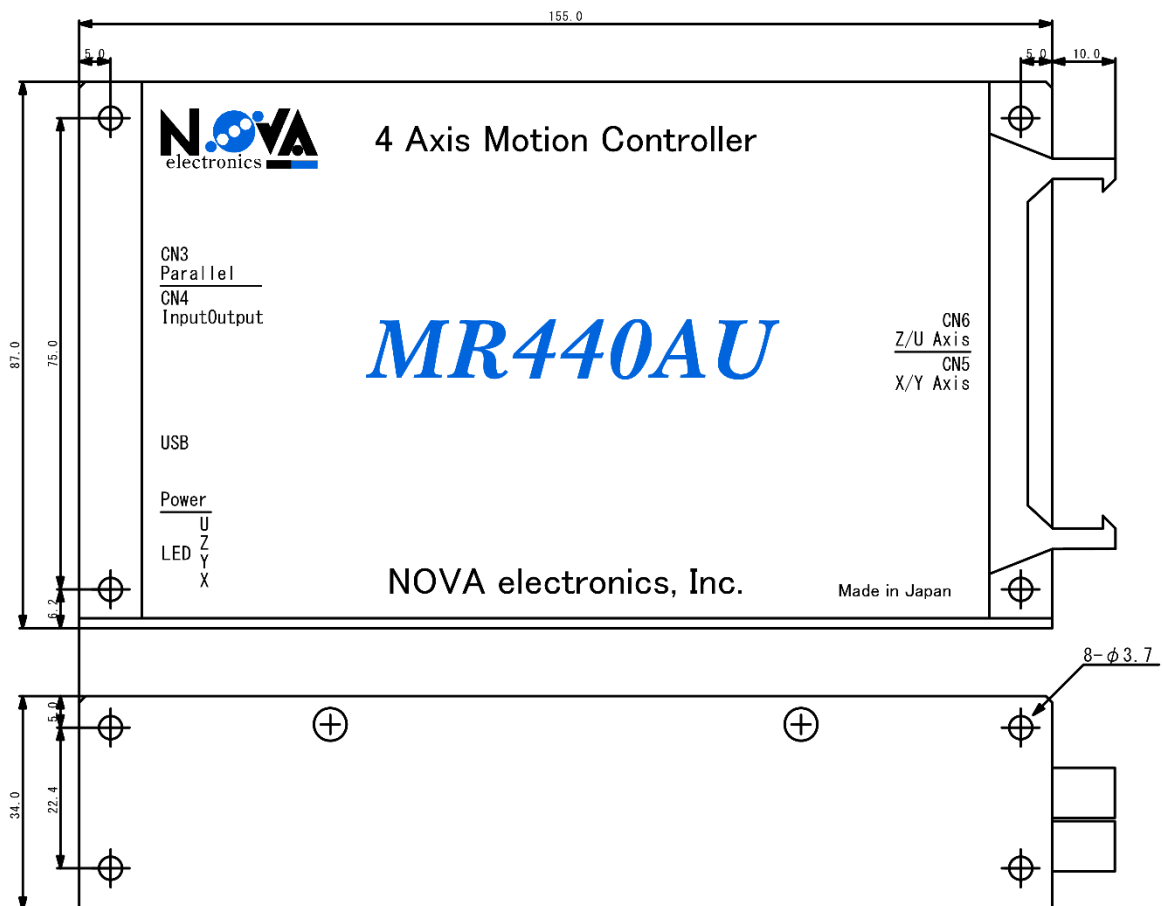 155.0
5.0
5.0
10.0
NOVA
electronics
4 Axis Motion Controller
CN3
Parallel
CN4
InputOutput
MR440AU
CN6
Z/U Axis
CN5
X/Y Axis
87.0
75.0
USB
Power
U
LED
Z
Y
X
NOVA electronics, Inc.
Made in Japan
6.2
8-φ3.7
5.0
22.4
34.0